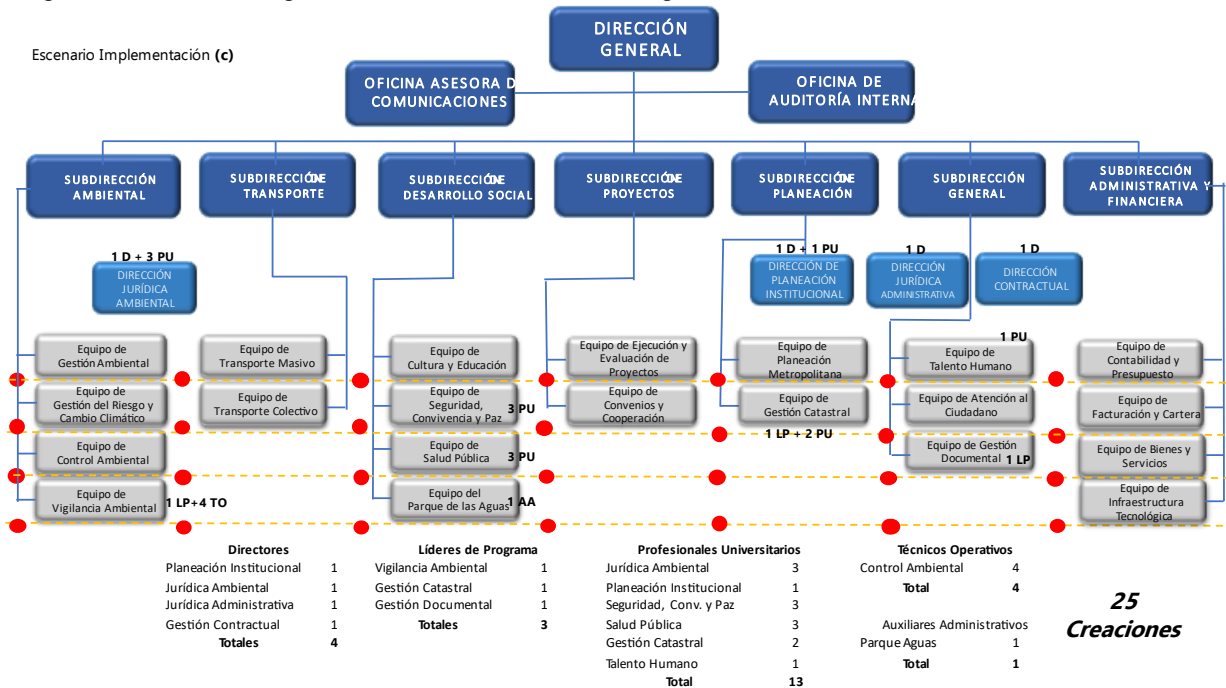 DIRECCIÓN
GENERAL
Escenario Implementación (c)
OFICINA ASESORA D
COMUNICACIONES
OFICINA DE
AUDITORÍA INTERNA
SUBDIRECCIÓN
AMBIENTAL
SUBDIRECCIÓN DE
TRANSPORTE
SUBDIRECCIÓN DE
DESARROLLO SOCIAL
SUBDIRECCIÓN DE
PROYECTOS
SUBDIRECCIÓN DE
PLANEACIÓN
SUBDIRECCIÓN
GENERAL
SUBDIRECCIÓN
ADMINISTRATIVA Y
FINANCIERA
1 D + 3 PU
DIRECCIÓN
JURÍDICA
AMBIENTAL
1 D + 1 PU
DIRECCIÓN DE
PLANEACIÓN
INSTITUCIONAL
1 D
DIRECCIÓN
JURÍDICA
ADMINISTRATIVA
1 D
DIRECCIÓN
CONTRACTUAL
Equipo de
Gestión Ambiental
Equipo de
Gestión del Riesgo y
Cambio Climático
Equipo de
Control Ambiental
Equipo de
Vigilancia Ambiental
1 LP+4 TO
Equipo de
Transporte Masivo
Equipo de
Transporte Colectivo
Equipo de
Cultura y Educación
Equipo de
Seguridad,
Convivencia y Paz
3 PU
Equipo de
Salud Pública
3 PU
Equipo del
Parque de las Aguas
1 AA
Equipo de Ejecución y
Evaluación de
Proyectos
Equipo de
Convenios y
Cooperación
Equipo de
Planeación
Metropolitana
Equipo de
Gestión Catastral
1 LP + 2 PU
1 PU
Equipo de
Talento Humano
Equipo de Atención al
Ciudadano
Equipo de Gestión
Documental
1 LP
Equipo de
Contabilidad y
Presupuesto
Equipo de
Facturación y Cartera
Equipo de Bienes y
Servicios
Equipo de
Infraestructura
Tecnológica
Directores
Planeación Institucional 1
Jurídica Ambiental 1
Jurídica Administrativa 1
Gestión Contractual 1
Totales 4
Líderes de Programa
Vigilancia Ambiental 1
Gestión Catastral 1
Gestión Documental 1
Totales 3
Profesionales Universitarios
Jurídica Ambiental 3
Planeación Institucional 1
Seguridad, Conv. y Paz 3
Salud Pública 3
Gestión Catastral 2
Talento Humano 1
Total 13
Técnicos Operativos
Control Ambiental 4
Total 4
Auxiliares Administrativos
Parque Aguas 1
Total 1
25
Creaciones